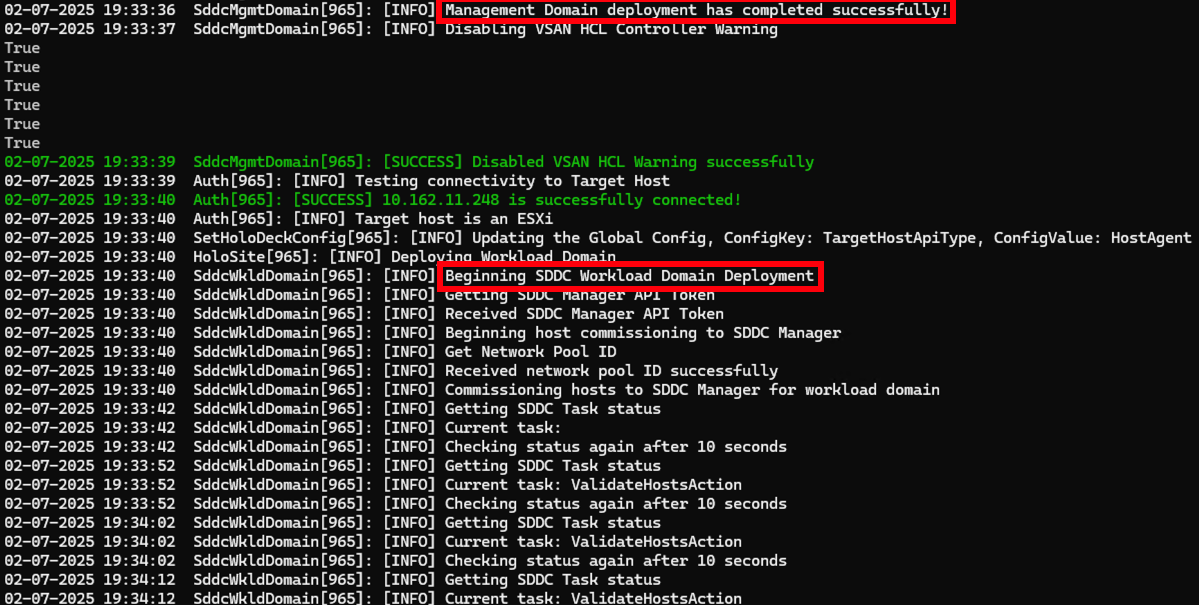 02-07-2025 19:33:36  SddcMgmtDomain[965]: [INFO] Management Domain deployment has completed successfully!
02-07-2025 19:33:37  SddcMgmtDomain[965]: [INFO] Disabling VSAN HCL Controller Warning
True
True
True
True
True
True
02-07-2025 19:33:39  SddcMgmtDomain[965]: [SUCCESS] Disabled VSAN HCL Warning successfully
02-07-2025 19:33:39  Auth[965]: [INFO] Testing connectivity to Target Host
02-07-2025 19:33:40  Auth[965]: [SUCCESS] 10.162.11.248 is successfully connected!
02-07-2025 19:33:40  Auth[965]: [INFO] Target host is an ESXi
02-07-2025 19:33:40  SetHoloDeckConfig[965]: [INFO] Updating the Global Config, ConfigKey: TargetHostApiType, ConfigValue: HostAgent
02-07-2025 19:33:40  HoloSite[965]: [INFO] Deploying Workload Domain
02-07-2025 19:33:40  SddcWkldDomain[965]: [INFO] Beginning SDDC Workload Domain Deployment
02-07-2025 19:33:40  SddcWkldDomain[965]: [INFO] Getting SDDC Manager API Token
02-07-2025 19:33:40  SddcWkldDomain[965]: [INFO] Received SDDC Manager API Token
02-07-2025 19:33:40  SddcWkldDomain[965]: [INFO] Beginning host commissioning to SDDC Manager
02-07-2025 19:33:40  SddcWkldDomain[965]: [INFO] Get Network Pool ID
02-07-2025 19:33:40  SddcWkldDomain[965]: [INFO] Received network pool ID successfully
02-07-2025 19:33:40  SddcWkldDomain[965]: [INFO] Commissioning hosts to SDDC Manager for workload domain
02-07-2025 19:33:42  SddcWkldDomain[965]: [INFO] Getting SDDC Task status
02-07-2025 19:33:42  SddcWkldDomain[965]: [INFO] Current task:
02-07-2025 19:33:42  SddcWkldDomain[965]: [INFO] Checking status again after 10 seconds
02-07-2025 19:33:52  SddcWkldDomain[965]: [INFO] Getting SDDC Task status
02-07-2025 19:33:52  SddcWkldDomain[965]: [INFO] Current task: ValidateHostsAction
02-07-2025 19:33:52  SddcWkldDomain[965]: [INFO] Checking status again after 10 seconds
02-07-2025 19:34:02  SddcWkldDomain[965]: [INFO] Getting SDDC Task status
02-07-2025 19:34:02  SddcWkldDomain[965]: [INFO] Current task: ValidateHostsAction
02-07-2025 19:34:02  SddcWkldDomain[965]: [INFO] Checking status again after 10 seconds
02-07-2025 19:34:12  SddcWkldDomain[965]: [INFO] Getting SDDC Task status
02-07-2025 19:34:12  SddcWkldDomain[965]: [INFO] Current task: ValidateHostsAction